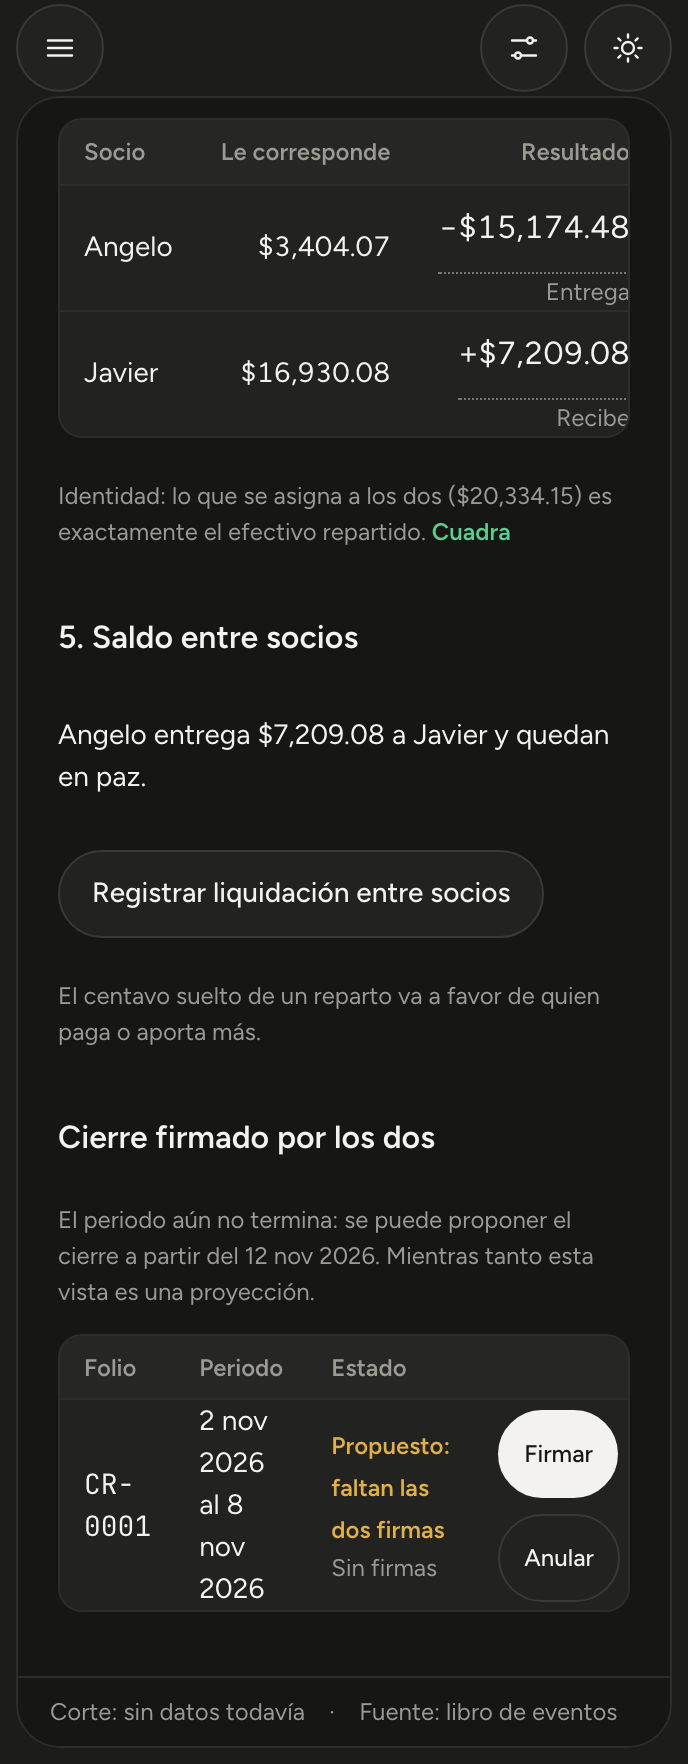 Socio Le corresponde Resultado
Angelo $3,404.07 −$15,174.48
Entrega
Javier $16,930.08 +$7,209.08
Recibe
Identidad: lo que se asigna a los dos ($20,334.15) es
exactamente el efectivo repartido. Cuadra
5. Saldo entre socios
Angelo entrega $7,209.08 a Javier y quedan
en paz.
Registrar liquidación entre socios
El centavo suelto de un reparto va a favor de quien
paga o aporta más.
Cierre firmado por los dos
El periodo aún no termina: se puede proponer el
cierre a partir del 12 nov 2026. Mientras tanto esta
vista es una proyección.
Folio Periodo Estado
CR-
0001
2 nov
2026
al 8
nov
2026
Propuesto:
faltan las
dos firmas
Sin firmas
Firmar
Anular
Corte: sin datos todavía · Fuente: libro de eventos